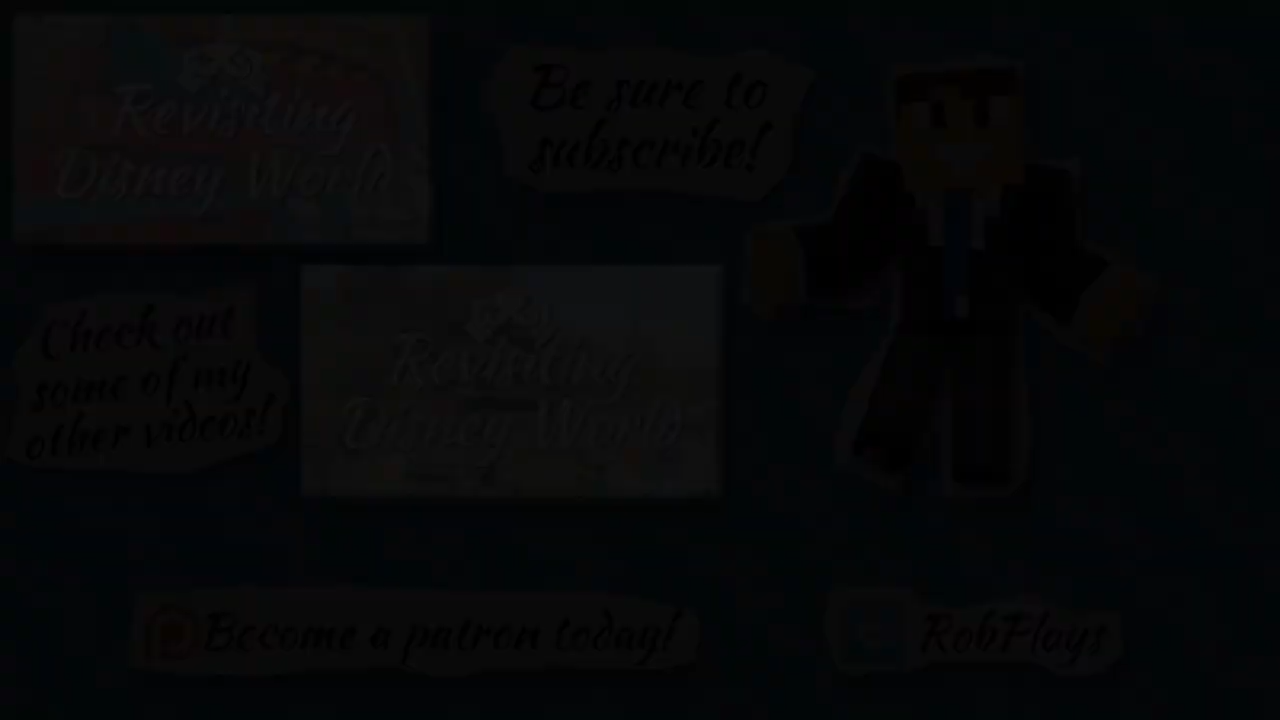 Revisiting
Disney World
Be sure to
subscribe!
Check out
some of my
other videos!
Revisiting
Disney World
Become a patron today!
RobPlays